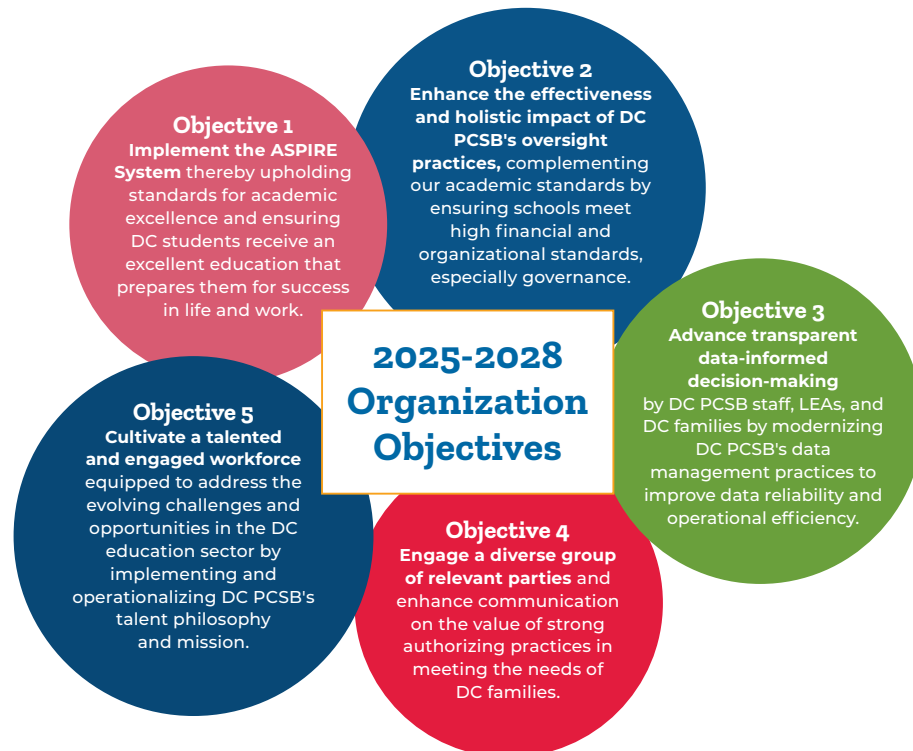 Objective 1
Implement the ASPIRE
System thereby upholding
standards for academic
excellence and ensuring
DC students receive an
excellent education that
prepares them for success
in life and work.
Objective 2
Enhance the effectiveness
and holistic impact of DC
PCSB's oversight
practices, complementing
our academic standards by
ensuring schools meet
high financial and
organizational standards,
especially governance.
Objective 3
Advance transparent
data-informed
decision-making
by DC PCSB staff, LEAs, and
DC families by modernizing
DC PCSB's data
management practices to
improve data reliability and
operational efficiency.
2025-2028
Organization
Objectives
Objective 4
Engage a diverse group
of relevant parties and
enhance communication
on the value of strong
authorizing practices in
meeting the needs of
DC families.
Objective 5
Cultivate a talented
and engaged workforce
equipped to address the
evolving challenges and
opportunities in the DC
education sector by
implementing and
operationalizing DC PCSB's
talent philosophy
and mission.